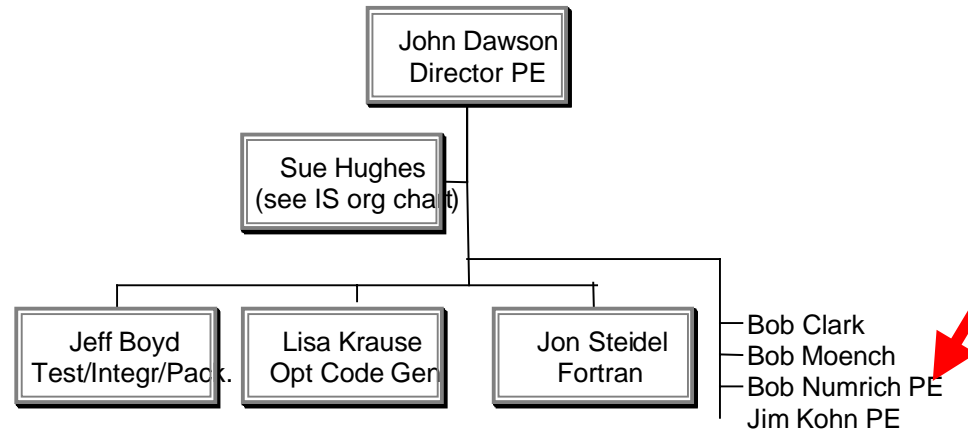 John Dawson
Director PE
Sue Hughes
(see IS org chart)
Jeff Boyd
Test/Integr/Pack.
Lisa Krause
Opt Code Gen
Jon Steidel
Fortran
Bob Clark
Bob Moench
Bob Numrich PE
Jim Kohn PE